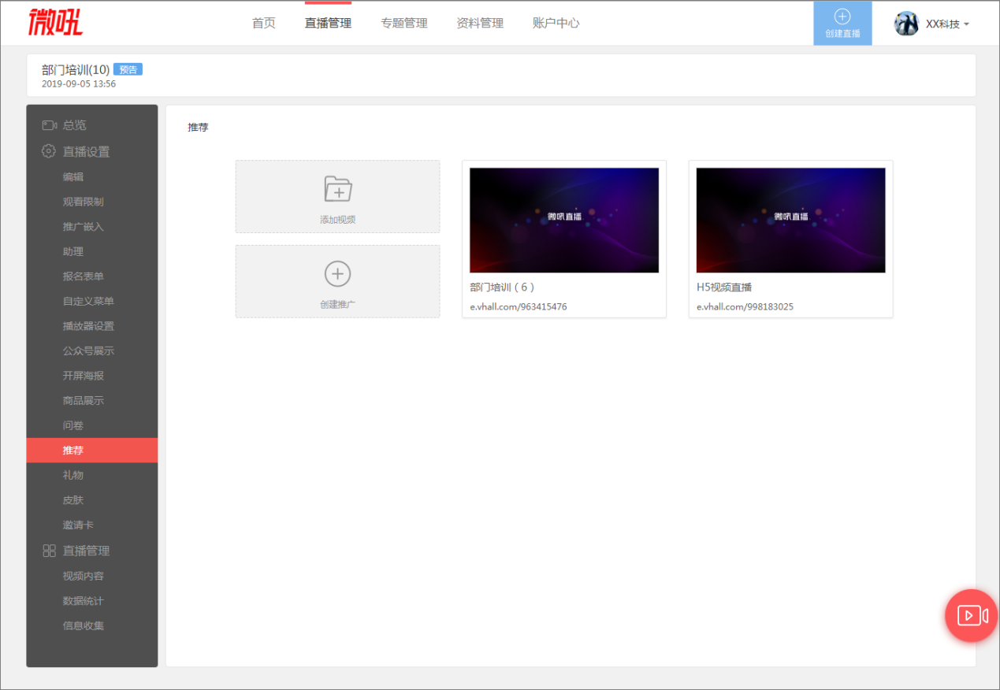 微吼
首页
直播管理
专题管理
资料管理
账户中心
创建直播
XX科技
部门培训(10) 预告
2019-09-05 13:56
总览
直播设置
编辑
观看限制
推广嵌入
助理
报名表单
自定义菜单
播放器设置
公众号展示
开屏海报
商品展示
问卷
推荐
礼物
皮肤
邀请卡
直播管理
视频内容
数据统计
信息收集
推荐
添加视频
创建推广
微吼直播
部门培训 ( 6 )
e.vhall.com/963415476
微吼直播
H5视频直播
e.vhall.com/998183025